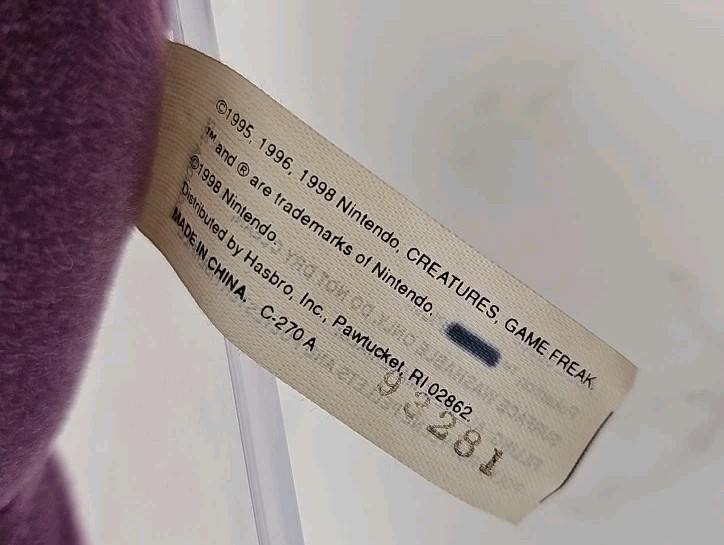 ©1995, 1996, 1998 Nintendo, CREATURES, GAME FREAK.
™ and ® are trademarks of Nintendo.
©1998 Nintendo.
Distributed by Hasbro, Inc., Pawtucket, RI 02862.
MADE IN CHINA. C-270 A
93281